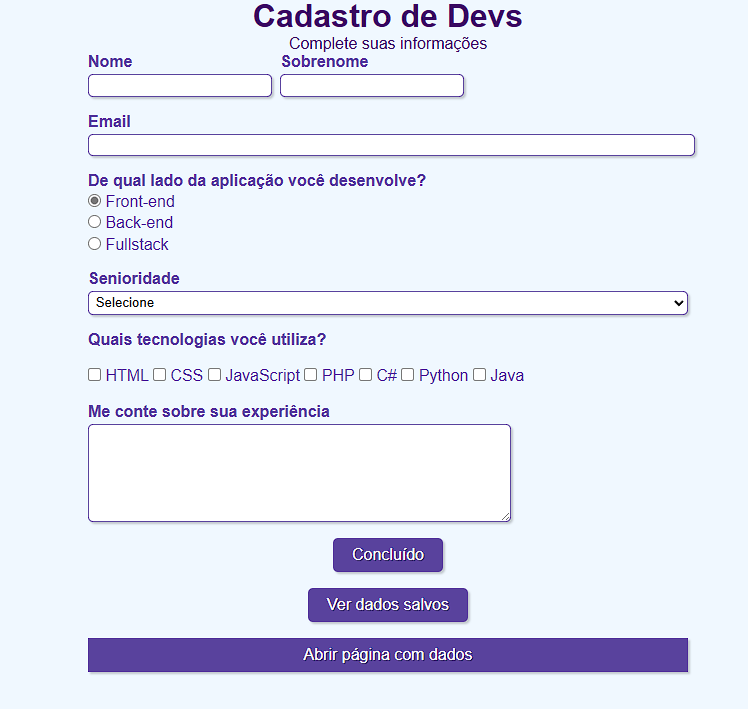 Cadastro de Devs
Complete suas informações
Nome Sobrenome
Email
De qual lado da aplicação você desenvolve?
Front-end
Back-end
Fullstack
Senioridade
Selecione
Quais tecnologias você utiliza?
HTML CSS JavaScript PHP C# Python Java
Me conte sobre sua experiência
Concluído
Ver dados salvos
Abrir página com dados